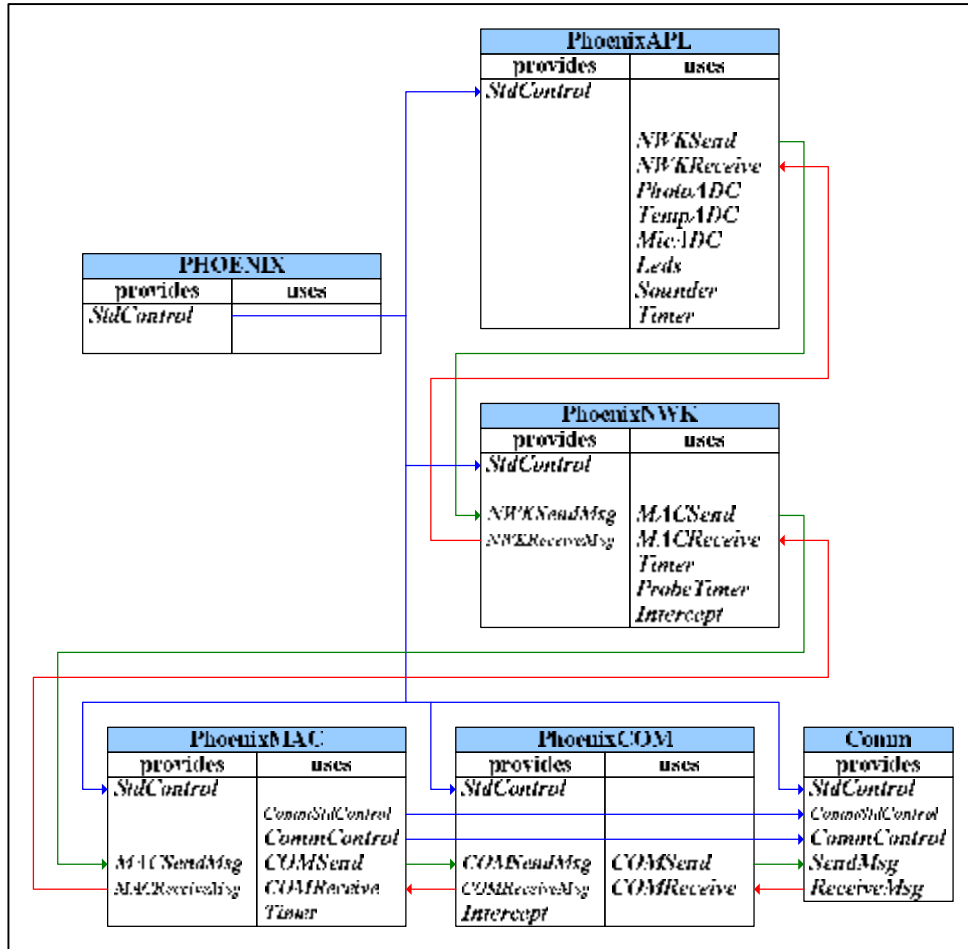 PhoenixAPL
provides uses
StdControl
NWKSend
NWKReceive
PhotoADC
TempADC
MicADC
Leds
Sounder
Timer
PHOENIX
provides uses
StdControl
PhoenixNWK
provides uses
StdControl
NWKSendMsg MACSend
NWKReceiveMsg MACReceive
Timer
ProbeTimer
Intercept
PhoenixMAC
provides uses
StdControl
CommStdControl
CommControl
MACSendMsg COMSend
MACReceiveMsg COMReceive
Timer
PhoenixCOM
provides uses
StdControl
COMSendMsg COMSend
COMReceiveMsg COMReceive
Intercept
Comm
provides
StdControl
CommStdControl
CommControl
SendMsg
ReceiveMsg